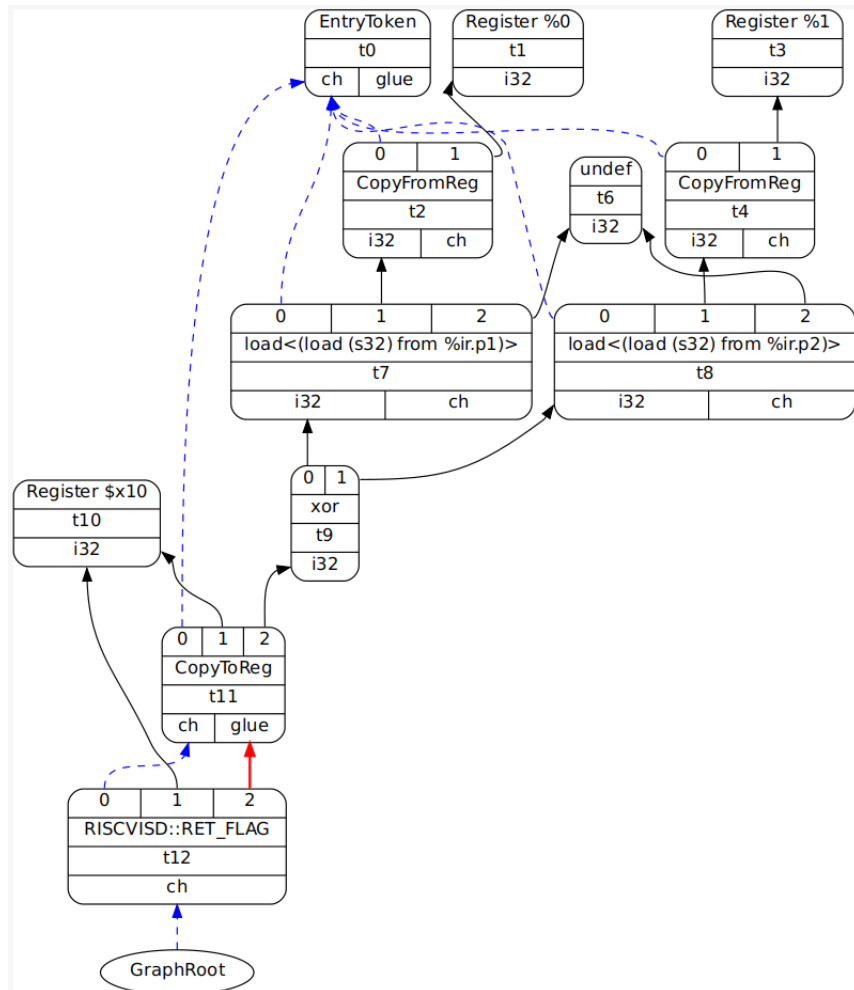 EntryToken
t0
ch glue
Register %0
t1
i32
Register %1
t3
i32
0 1
CopyFromReg
t2
i32 ch
undef
t6
i32
0 1
CopyFromReg
t4
i32 ch
0 1 2
load<(load (s32) from %ir.p1)>
t7
i32 ch
0 1 2
load<(load (s32) from %ir.p2)>
t8
i32 ch
0 1
xor
t9
i32
Register $x10
t10
i32
0 1 2
CopyToReg
t11
ch glue
0 1 2
RISCVISD::RET_FLAG
t12
ch
GraphRoot